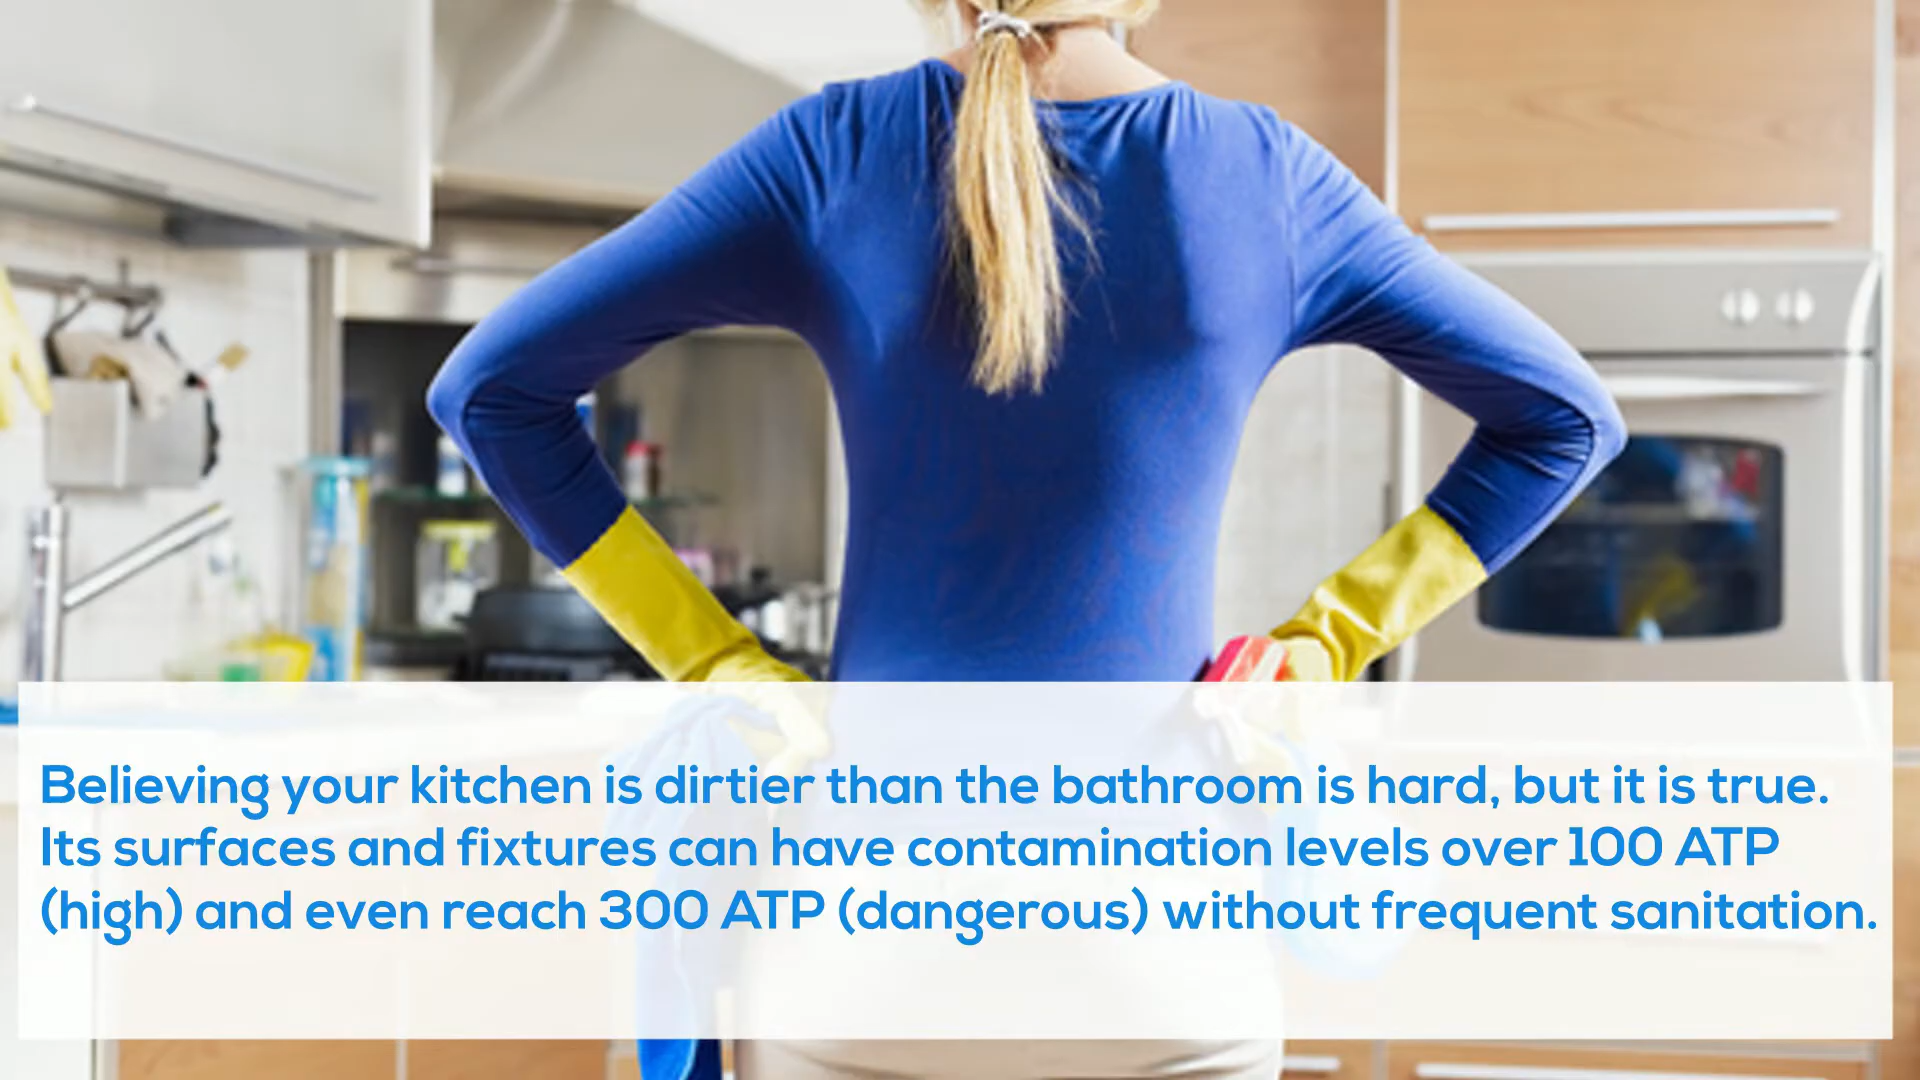 Believing your kitchen is dirtier than the bathroom is hard, but it is true.
Its surfaces and fixtures can have contamination levels over 100 ATP
(high) and even reach 300 ATP (dangerous) without frequent sanitation.